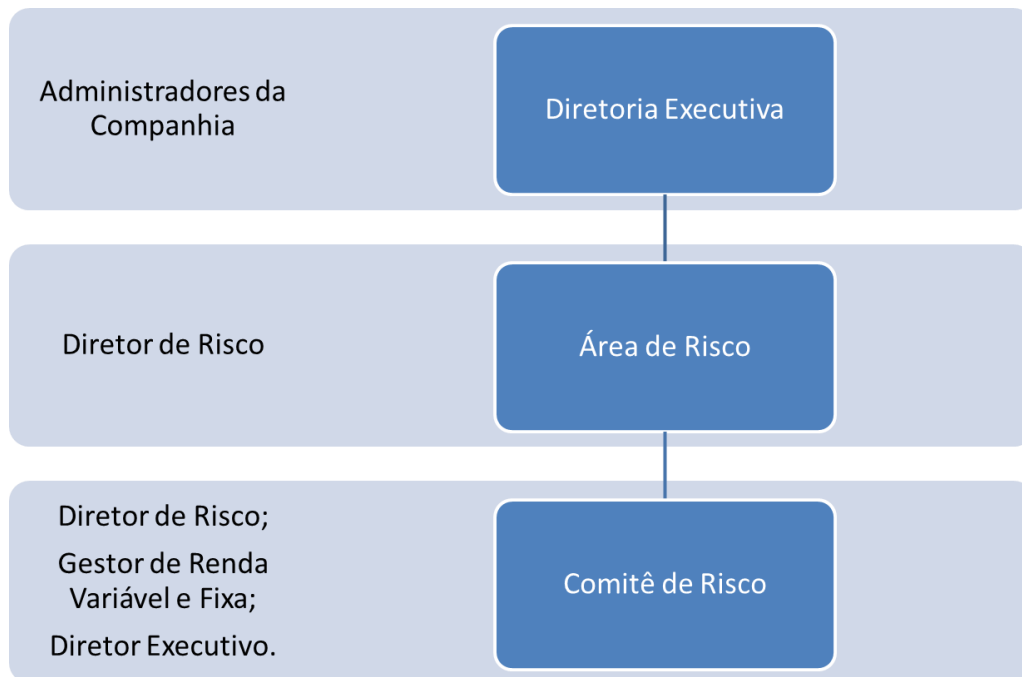 Administradores da
Companhia
Diretoria Executiva
Diretor de Risco
Área de Risco
Diretor de Risco;
Gestor de Renda
Variável e Fixa;
Diretor Executivo.
Comitê de Risco